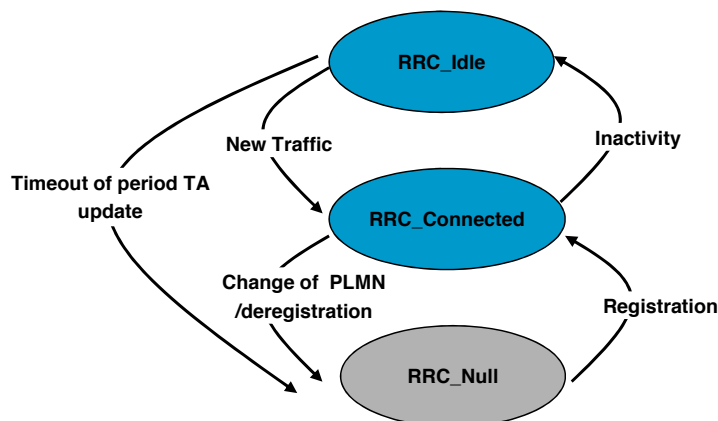 RRC_Idle
New Traffic
Inactivity
Timeout of period TA
update
RRC_Connected
Change of PLMN
/deregistration
Registration
RRC_Null